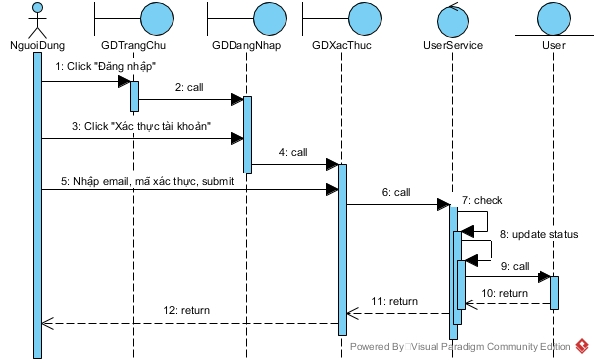 NguoiDung
GDTrangChu
GDDangNhap
GDXacThuc
UserService
User
1: Click "Đăng nhập"
2: call
3: Click "Xác thực tài khoản"
4: call
5: Nhập email, mã xác thực, submit
6: call
7: check
8: update status
9: call
10: return
11: return
12: return
Powered By Visual Paradigm Community Edition